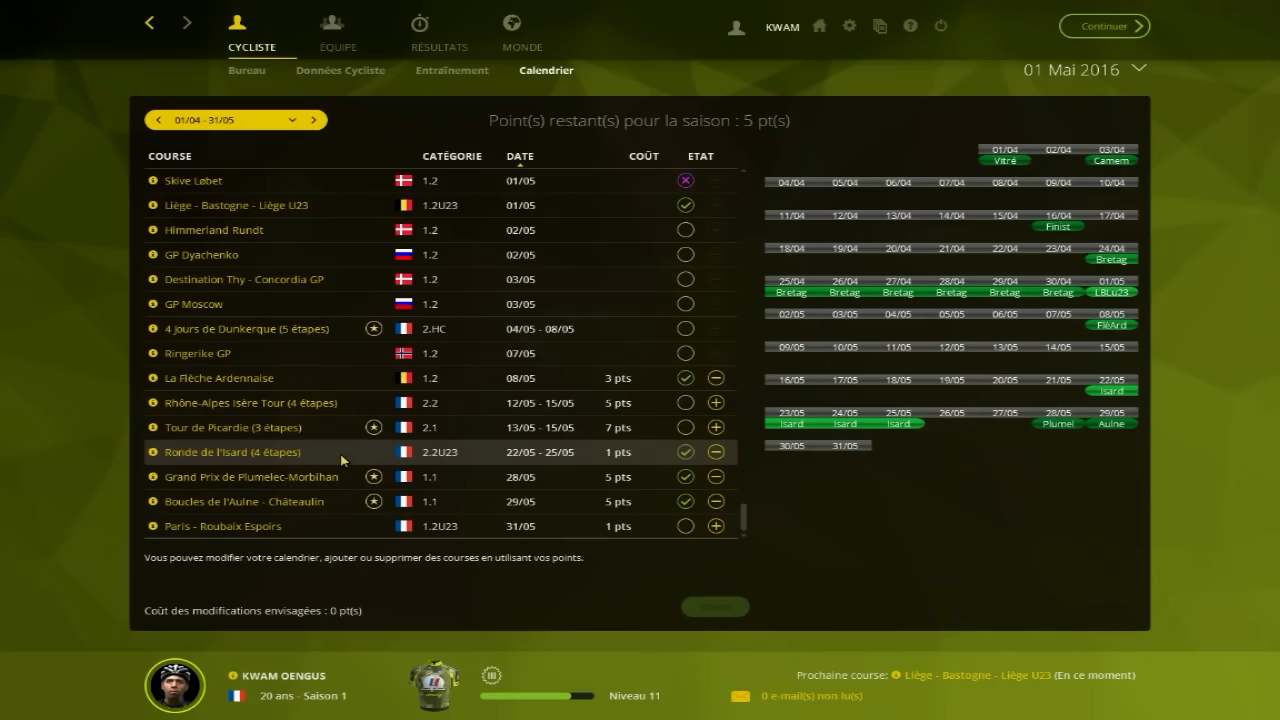 CYCLISTE ÉQUIPE RÉSULTATS MONDE KWAM Continuer
Bureau Données Cycliste Entraînement Calendrier 01 Mai 2016
01/04 - 31/05 Point(s) restant(s) pour la saison : 5 pt(s)
COURSE CATÉGORIE DATE COÛT ETAT
Skive Løbet 1.2 01/05
Liège - Bastogne - Liège U23 1.2U23 01/05
Himmerland Rundt 1.2 02/05
GP Dyachenko 1.2 02/05
Destination Thy - Concordia GP 1.2 03/05
GP Moscow 1.2 03/05
4 Jours de Dunkerque (5 étapes) 2.HC 04/05 - 08/05
Ringerike GP 1.2 07/05
La Flèche Ardennaise 1.2 08/05 3 pts
Rhône-Alpes Isère Tour (4 étapes) 2.2 12/05 - 15/05 5 pts
Tour de Picardie (3 étapes) 2.1 13/05 - 15/05 7 pts
Ronde de l'Isard (4 étapes) 2.2U23 22/05 - 25/05 1 pts
Grand Prix de Plumelec-Morbihan 1.1 28/05 5 pts
Boucles de l'Aulne - Châteaulin 1.1 29/05 5 pts
Paris - Roubaix Espoirs 1.2U23 31/05 1 pts
Vous pouvez modifier votre calendrier, ajouter ou supprimer des courses en utilisant vos points.
Coût des modifications envisagées : 0 pt(s)
01/04 02/04 03/04
Vitré Camem
04/04 05/04 06/04 07/04 08/04 09/04 10/04
11/04 12/04 13/04 14/04 15/04 16/04 17/04
Finist
18/04 19/04 20/04 21/04 22/04 23/04 24/04
Bretag
25/04 26/04 27/04 28/04 29/04 30/04 01/05
Bretag Bretag Bretag Bretag Bretag Bretag LBLu23
02/05 03/05 04/05 05/05 06/05 07/05 08/05
FlèArd
09/05 10/05 11/05 12/05 13/05 14/05 15/05
16/05 17/05 18/05 19/05 20/05 21/05 22/05
Isard
23/05 24/05 25/05 26/05 27/05 28/05 29/05
Isard Isard Isard Plumel Aulne
30/05 31/05
KWAM OENGUS
20 ans - Saison 1
III
Niveau 11
Prochaine course: Liège - Bastogne - Liège U23 (En ce moment)
0 e-mail(s) non lu(s)